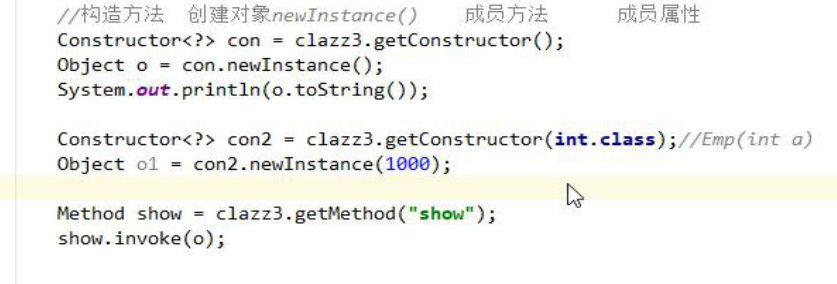 //构造方法  创建对象newInstance()    成员方法      成员属性
Constructor<?> con = clazz3.getConstructor();
Object o = con.newInstance();
System.out.println(o.toString());
Constructor<?> con2 = clazz3.getConstructor(int.class);//Emp(int a)
Object o1 = con2.newInstance(1000);
Method show = clazz3.getMethod("show");
show.invoke(o);